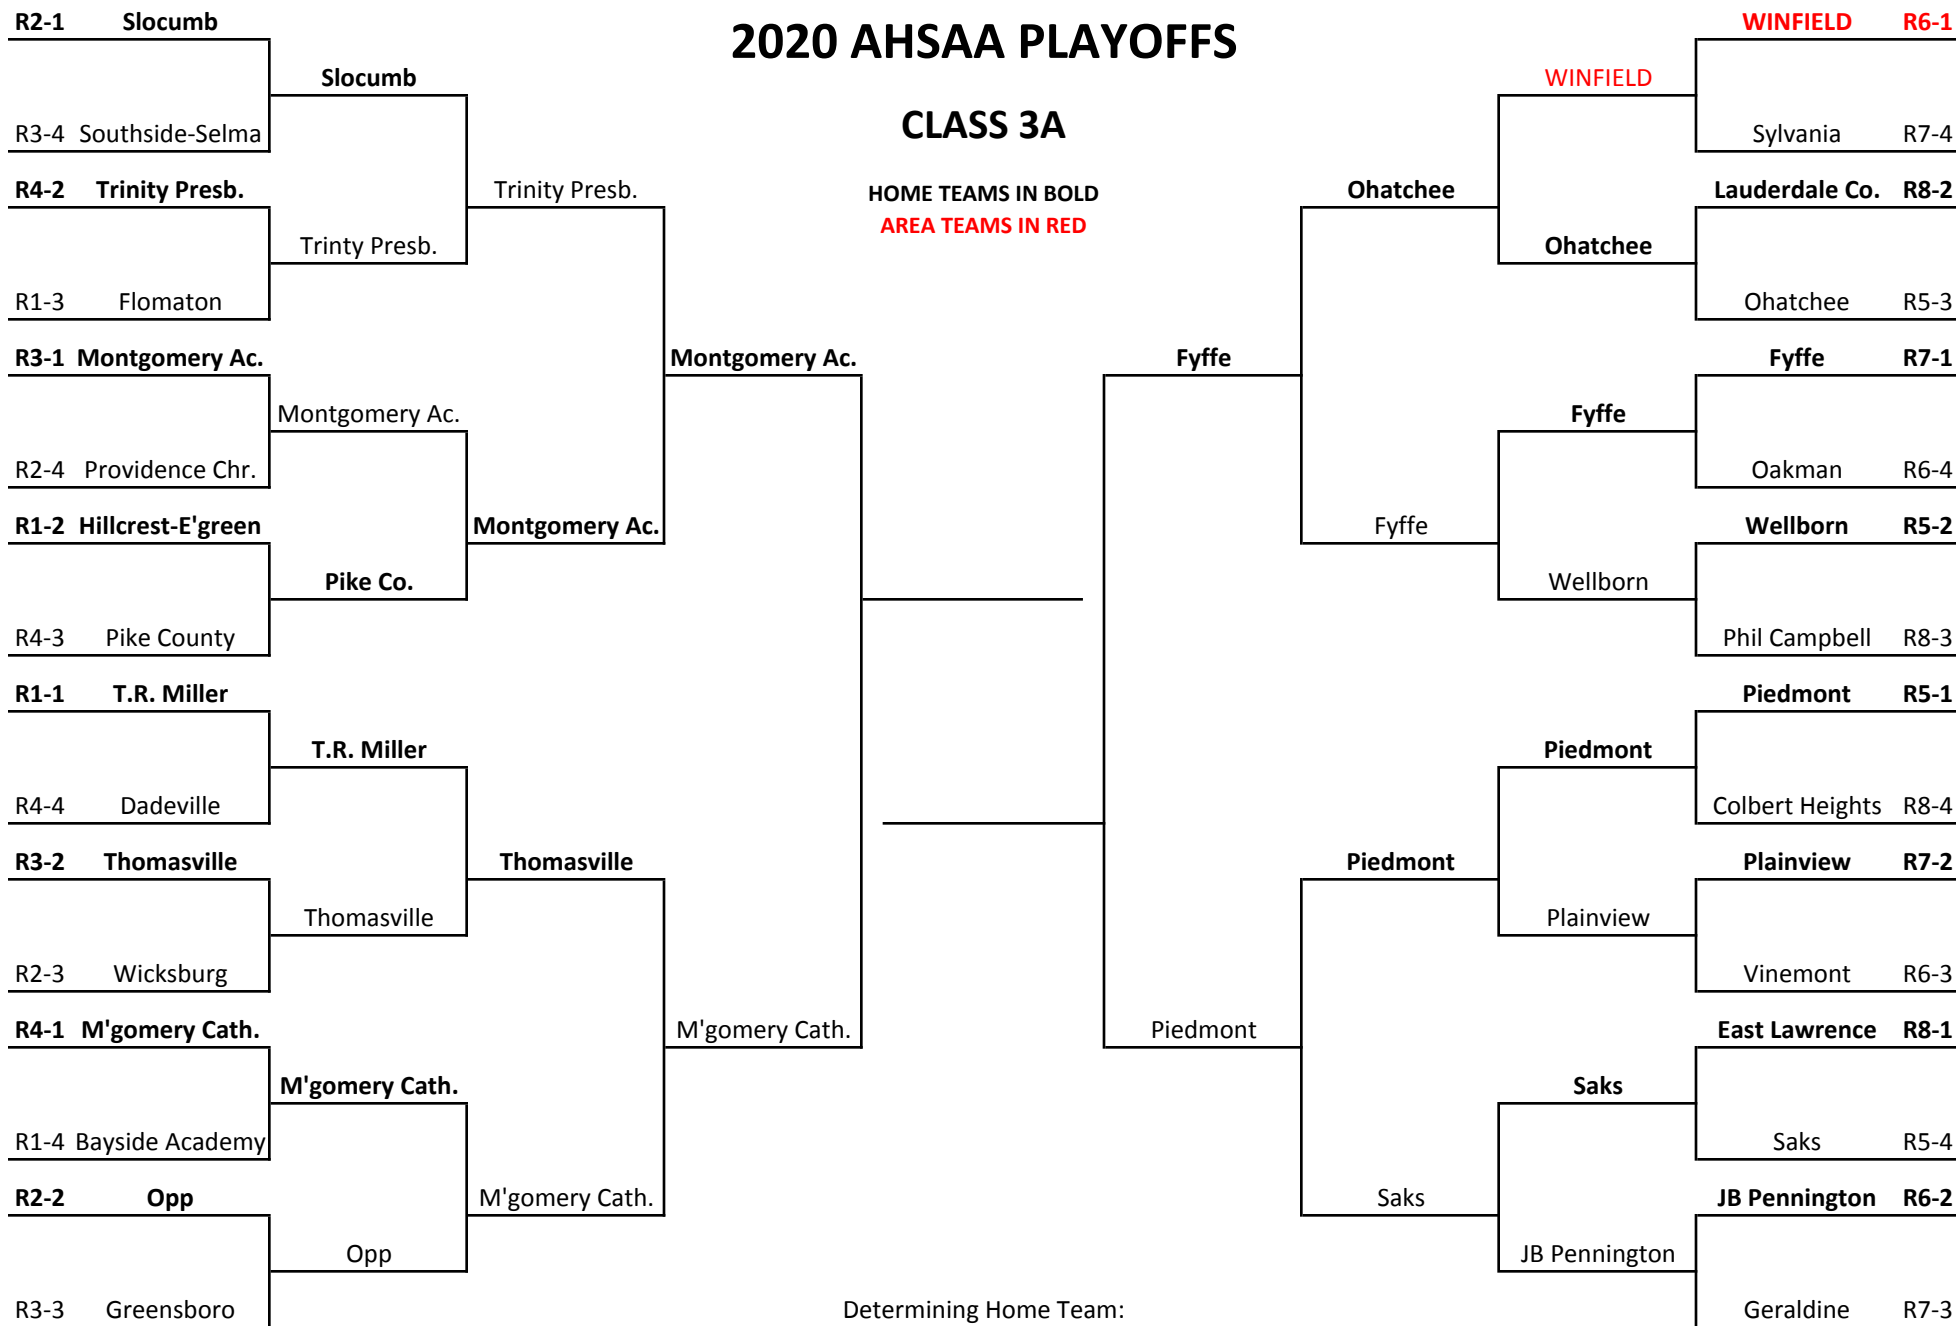 2020 AHSAA PLAYOFFS
CLASS 3A
HOME TEAMS IN BOLD
AREA TEAMS IN RED
R2-1 Slocumb
R3-4 Southside-Selma
R4-2 Trinity Presb.
R1-3 Flomaton
R3-1 Montgomery Ac.
R2-4 Providence Chr.
R1-2 Hillcrest-E'green
R4-3 Pike County
R1-1 T.R. Miller
R4-4 Dadeville
R3-2 Thomasville
R2-3 Wicksburg
R4-1 M'gomery Cath.
R1-4 Bayside Academy
R2-2 Opp
R3-3 Greensboro
Slocumb
Trinty Presb.
Montgomery Ac.
Pike Co.
T.R. Miller
Thomasville
M'gomery Cath.
Opp
Trinity Presb.
Montgomery Ac.
Thomasville
M'gomery Cath.
Montgomery Ac.
M'gomery Cath.
Fyffe
Piedmont
Ohatchee
Fyffe
Piedmont
Saks
WINFIELD
Ohatchee
Fyffe
Wellborn
Piedmont
Plainview
Saks
JB Pennington
WINFIELD R6-1
Sylvania R7-4
Lauderdale Co. R8-2
Ohatchee R5-3
Fyffe R7-1
Oakman R6-4
Wellborn R5-2
Phil Campbell R8-3
Piedmont R5-1
Colbert Heights R8-4
Plainview R7-2
Vinemont R6-3
East Lawrence R8-1
Saks R5-4
JB Pennington R6-2
Geraldine R7-3
Determining Home Team: